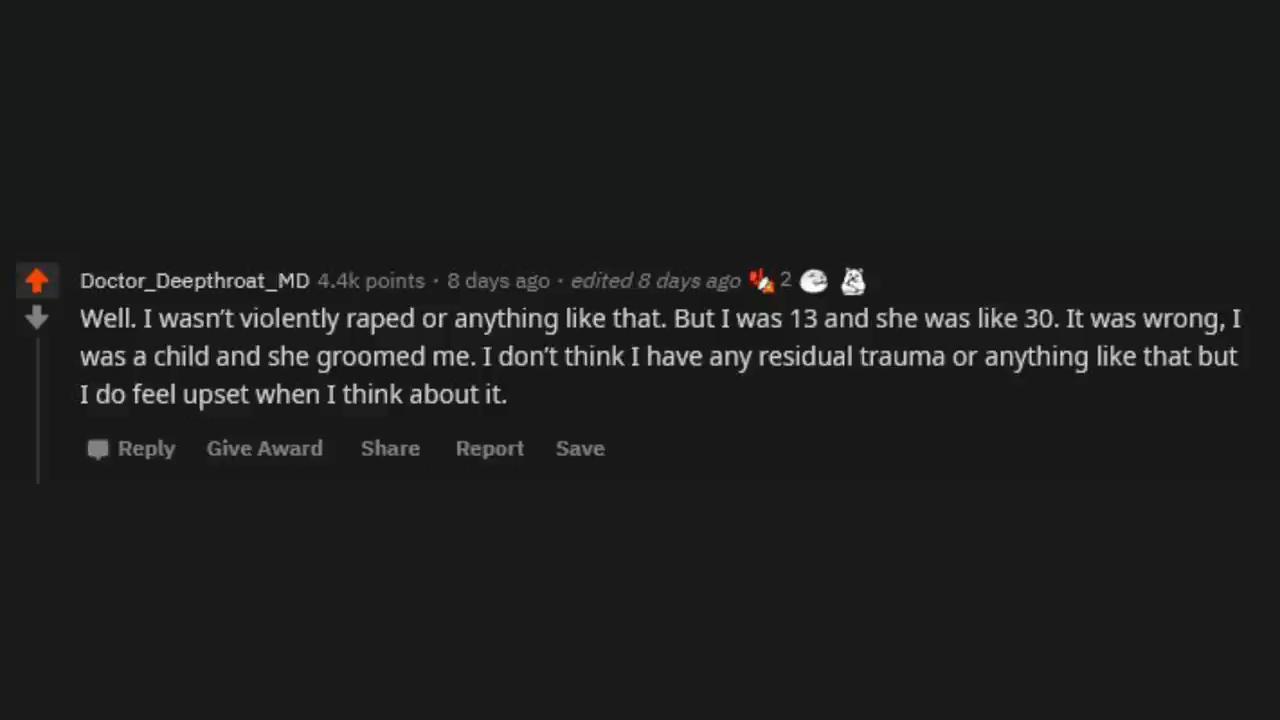 Doctor_Deepthroat_MD 4.4k points · 8 days ago · edited 8 days ago 2
Well. I wasn't violently raped or anything like that. But I was 13 and she was like 30. It was wrong, I
was a child and she groomed me. I don't think I have any residual trauma or anything like that but
I do feel upset when I think about it.
Reply Give Award Share Report Save